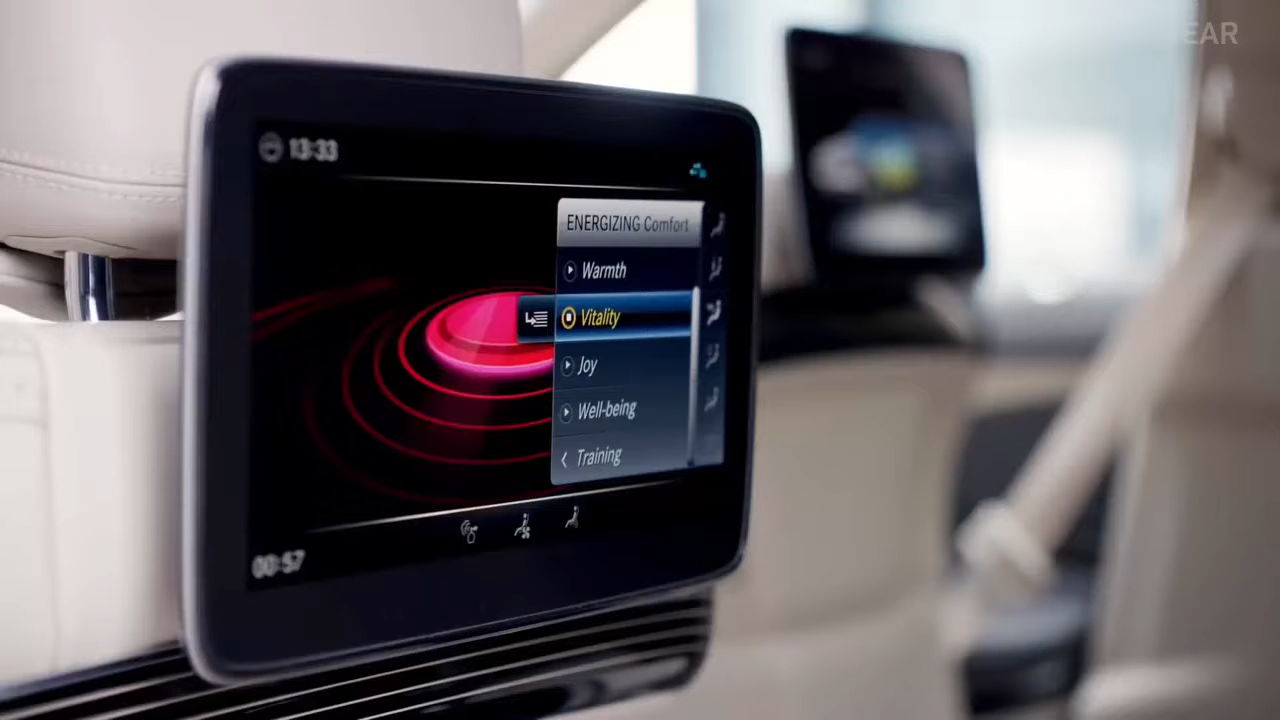 EAR
13:33
ENERGIZING Comfort
Warmth
Vitality
Joy
Well-being
Training
00:57